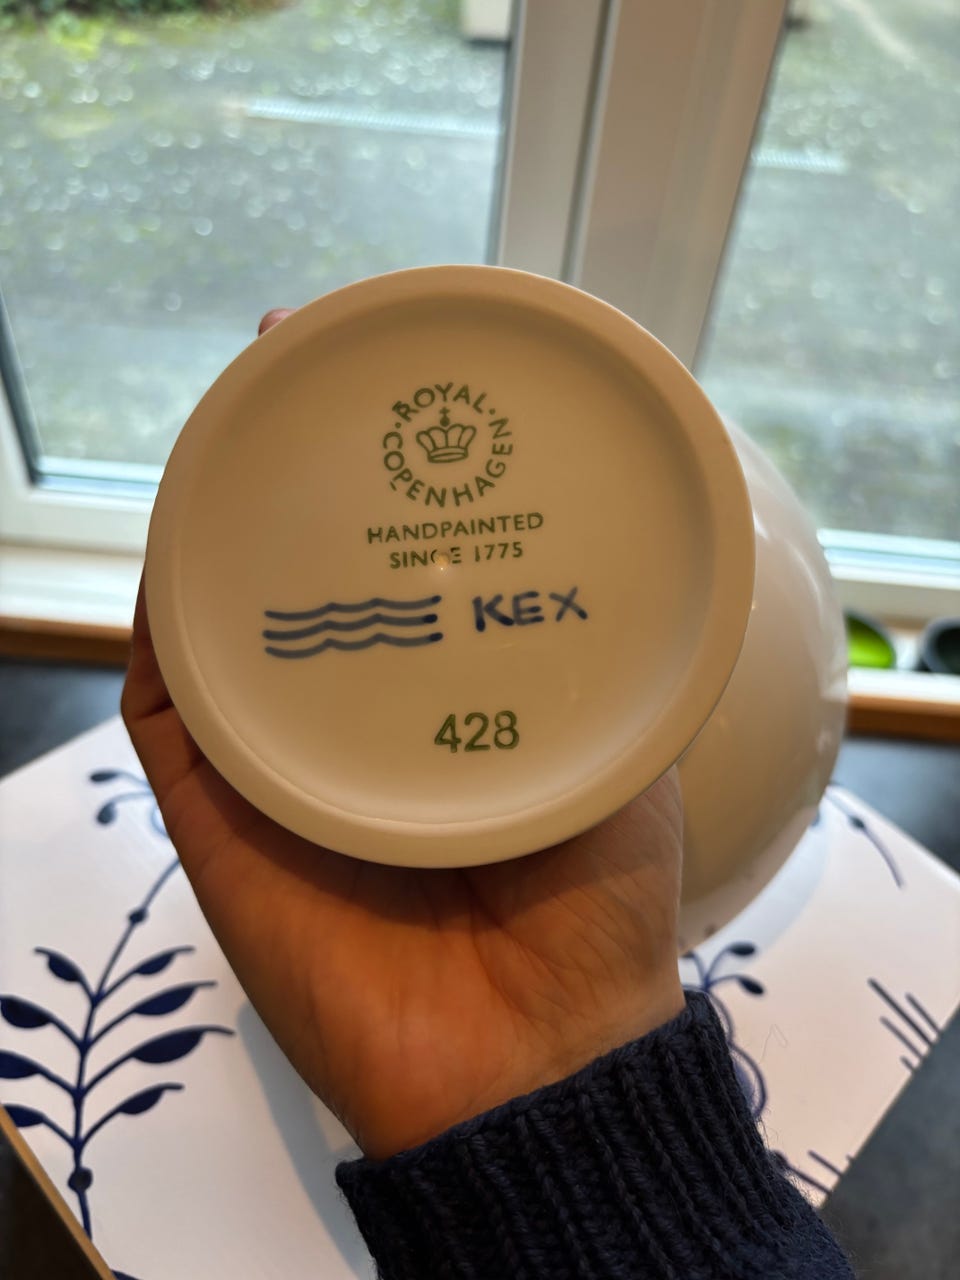 ROYAL
COPENHAGEN
HANDPAINTED
SINCE 1775
KEX
428